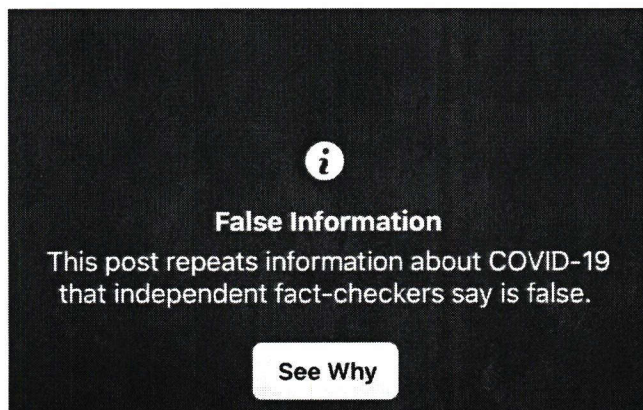 False Information
This post repeats information about COVID-19
that independent fact-checkers say is false.
See Why